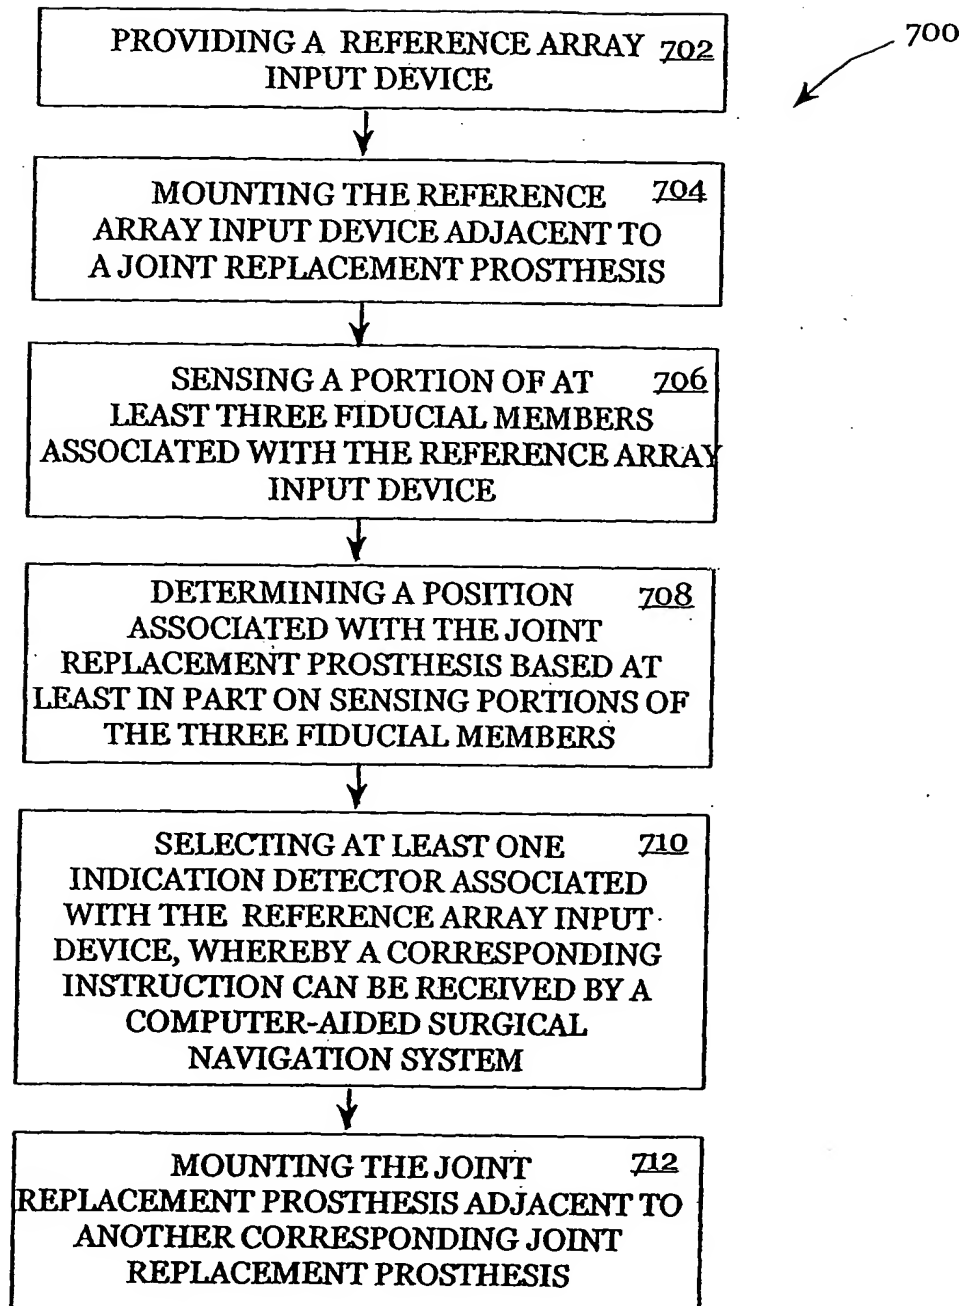 PROVIDING A REFERENCE ARRAY 702
INPUT DEVICE
700
MOUNTING THE REFERENCE 704
ARRAY INPUT DEVICE ADJACENT TO
A JOINT REPLACEMENT PROSTHESIS
SENSING A PORTION OF AT 706
LEAST THREE FIDUCIAL MEMBERS
ASSOCIATED WITH THE REFERENCE ARRAY
INPUT DEVICE
DETERMINING A POSITION 708
ASSOCIATED WITH THE JOINT
REPLACEMENT PROSTHESIS BASED AT
LEAST IN PART ON SENSING PORTIONS OF
THE THREE FIDUCIAL MEMBERS
SELECTING AT LEAST ONE 710
INDICATION DETECTOR ASSOCIATED
WITH THE REFERENCE ARRAY INPUT
DEVICE, WHEREBY A CORRESPONDING
INSTRUCTION CAN BE RECEIVED BY A
COMPUTER-AIDED SURGICAL
NAVIGATION SYSTEM
MOUNTING THE JOINT 712
REPLACEMENT PROSTHESIS ADJACENT TO
ANOTHER CORRESPONDING JOINT
REPLACEMENT PROSTHESIS